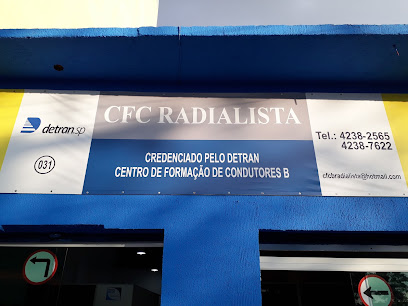 detran.sp
031
CFC RADIALISTA
CREDENCIADO PELO DETRAN
CENTRO DE FORMAÇÃO DE CONDUTORES B
Tel.: 4238-2565
4238-7622
cfcbradialista@hotmail.com